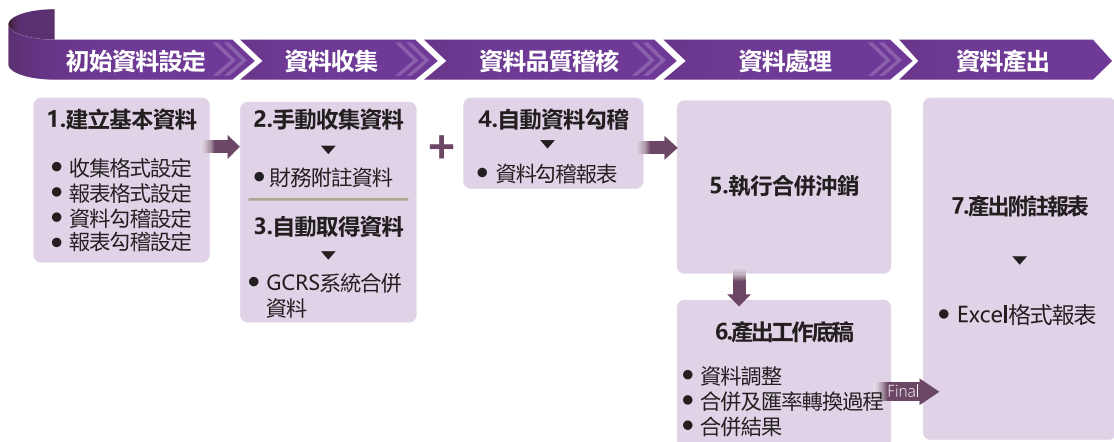 初始資料設定
資料收集
資料品質稽核
資料處理
資料產出
1.建立基本資料
● 收集格式設定
● 報表格式設定
● 資料勾稽設定
● 報表勾稽設定
2.手動收集資料
● 財務附註資料
3.自動取得資料
● GCRS系統合併
資料
+
4.自動資料勾稽
● 資料勾稽報表
5.執行合併沖銷
6.產出工作底稿
● 資料調整
● 合併及匯率轉換過程
● 合併結果
Final
7.產出附註報表
● Excel格式報表